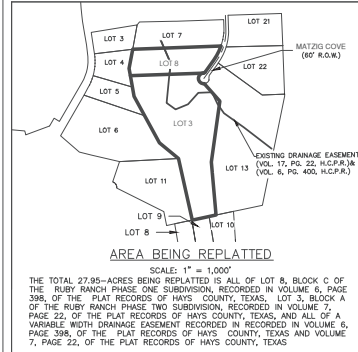 LOT 21
LOT 7
LOT 3
MATZIG COVE
(60' R.O.W.)
LOT 4
LOT 8
LOT 22
LOT 5
LOT 3
LOT 6
EXISTING DRAINAGE EASEMENT
(VOL. 17, PG. 22, H.C.P.R.)&
(VOL. 6, PG. 400, H.C.P.R.)
LOT 13
LOT 11
LOT 9
LOT 10
LOT 8
AREA BEING REPLATTED
SCALE: 1" = 1,000'
THE TOTAL 27.95-ACRES BEING REPLATTED IS ALL OF LOT 8, BLOCK C OF
THE RUBY RANCH PHASE ONE SUBDIVISION, RECORDED IN VOLUME 6, PAGE
398, OF THE PLAT RECORDS OF HAYS COUNTY, TEXAS, LOT 3, BLOCK A
OF THE RUBY RANCH PHASE TWO SUBDIVISION, RECORDED IN VOLUME 7,
PAGE 22, OF THE PLAT RECORDS OF HAYS COUNTY, TEXAS, AND ALL OF A
VARIABLE WIDTH DRAINAGE EASEMENT RECORDED IN RECORDED IN VOLUME 6,
PAGE 398, OF THE PLAT RECORDS OF HAYS COUNTY, TEXAS AND VOLUME
7, PAGE 22, OF THE PLAT RECORDS OF HAYS COUNTY, TEXAS